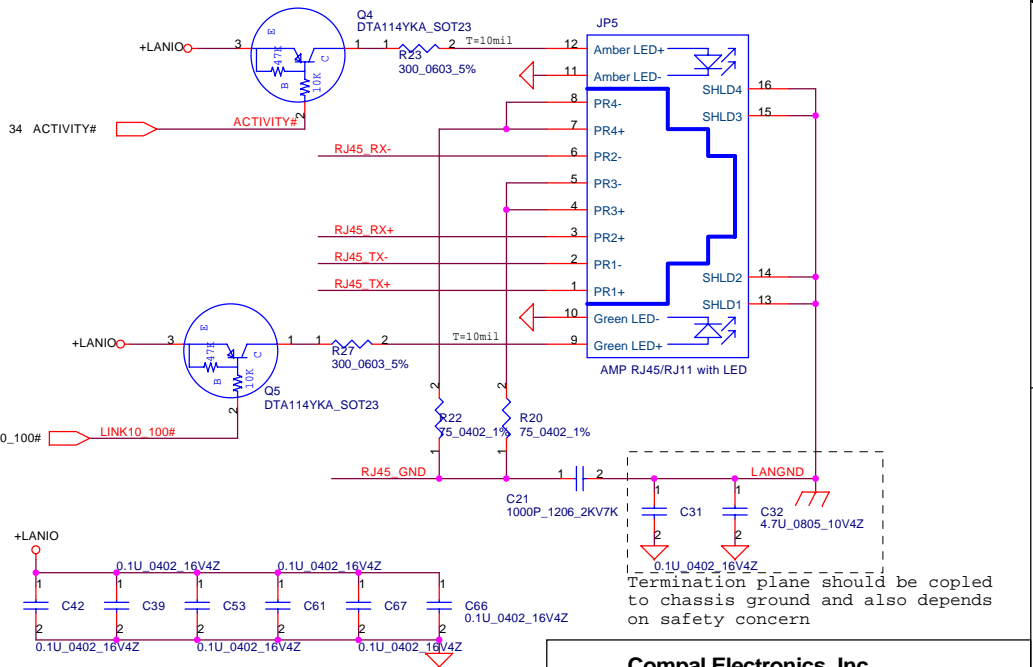 Q4
DTA114YKA_SOT23
JP5
+LANIO
3
E
47K
B
C
10K
1
1
2
T=10mil
R23
300_0603_5%
2
12
Amber LED+
11
Amber LED-
SHLD4
16
8
PR4-
SHLD3
15
34
ACTIVITY#
ACTIVITY#
7
PR4+
RJ45_RX-
6
PR2-
5
PR3-
4
PR3+
RJ45_RX+
3
PR2+
RJ45_TX-
2
PR1-
SHLD2
14
RJ45_TX+
1
PR1+
SHLD1
13
10
Green LED-
+LANIO
3
E
47K
B
C
10K
1
1
2
T=10mil
9
Green LED+
R27
300_0603_5%
AMP RJ45/RJ11 with LED
Q5
DTA114YKA_SOT23
2
2
2
R22
75_0402_1%
R20
75_0402_1%
0_100#
LINK10_100#
1
1
RJ45_GND
1
2
LANGND
C21
1000P_1206_2KV7K
1
C31
2
1
C32
4.7U_0805_10V4Z
2
0.1U_0402_16V4Z
Termination plane should be copled
to chassis ground and also depends
on safety concern
+LANIO
0.1U_0402_16V4Z
0.1U_0402_16V4Z
1
1
1
1
1
1
C42
C39
C53
C61
C67
C66
0.1U_0402_16V4Z
2
2
2
2
2
2
0.1U_0402_16V4Z
0.1U_0402_16V4Z
0.1U_0402_16V4Z
Compal Electronics, Inc